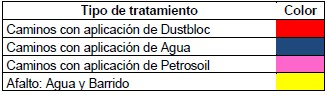 Tipo de tratamiento Color
Caminos con aplicación de Dustbloc
Caminos con aplicación de Agua
Caminos con aplicación de Petrosoil
Afalto: Agua y Barrido